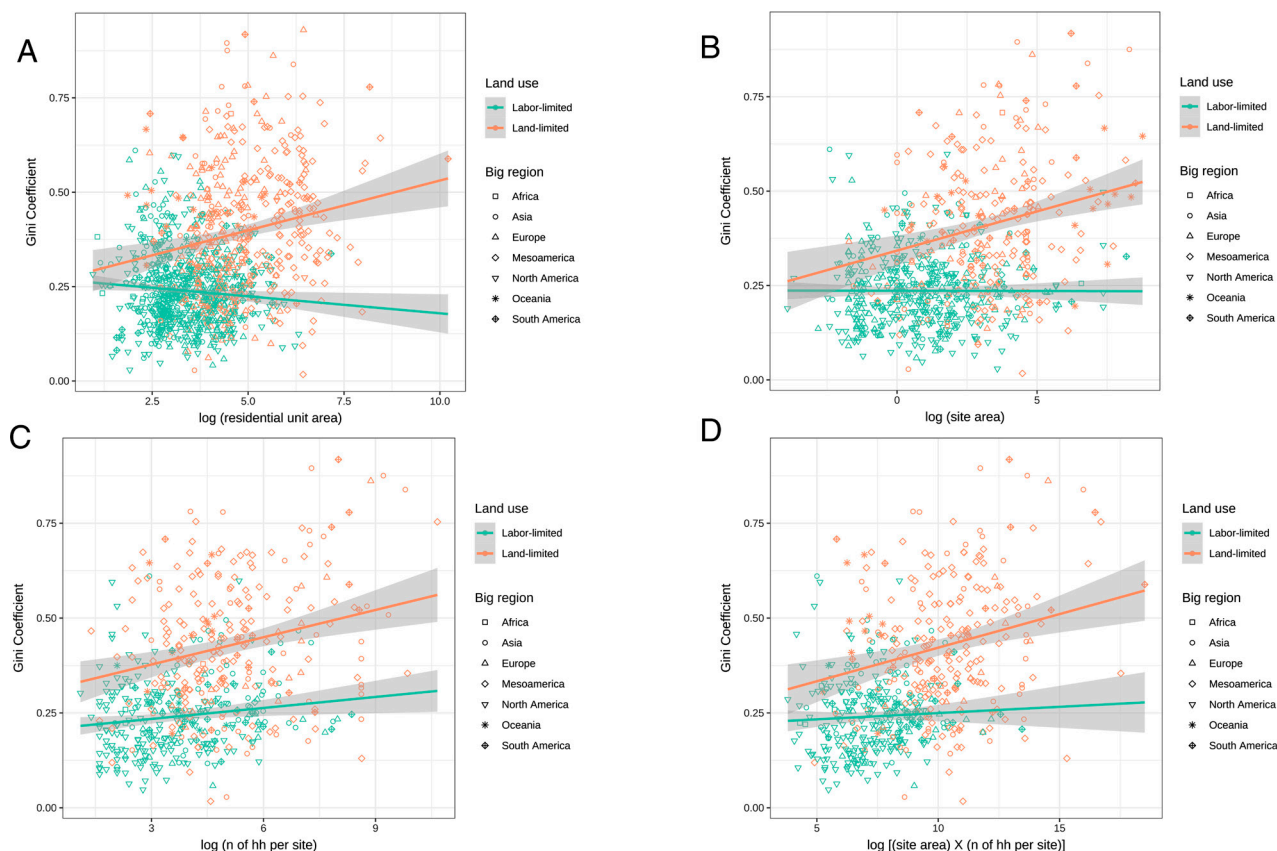 A
Gini Coefficient
0.75
0.50
0.25
0.00
2.5 5.0 7.5 10.0
log (residential unit area)
Land use
Labor-limited
Land-limited
Big region
Africa
Asia
Europe
Mesoamerica
North America
Oceania
South America
B
Gini Coefficient
0.75
0.50
0.25
0.00
0 5
log (site area)
Land use
Labor-limited
Land-limited
Big region
Africa
Asia
Europe
Mesoamerica
North America
Oceania
South America
C
Gini Coefficient
0.75
0.50
0.25
0.00
3 6 9
log (n of hh per site)
Land use
Labor-limited
Land-limited
Big region
Africa
Asia
Europe
Mesoamerica
North America
Oceania
South America
D
Gini Coefficient
0.75
0.50
0.25
0.00
5 10 15
log [(site area) X (n of hh per site)]
Land use
Labor-limited
Land-limited
Big region
Africa
Asia
Europe
Mesoamerica
North America
Oceania
South America